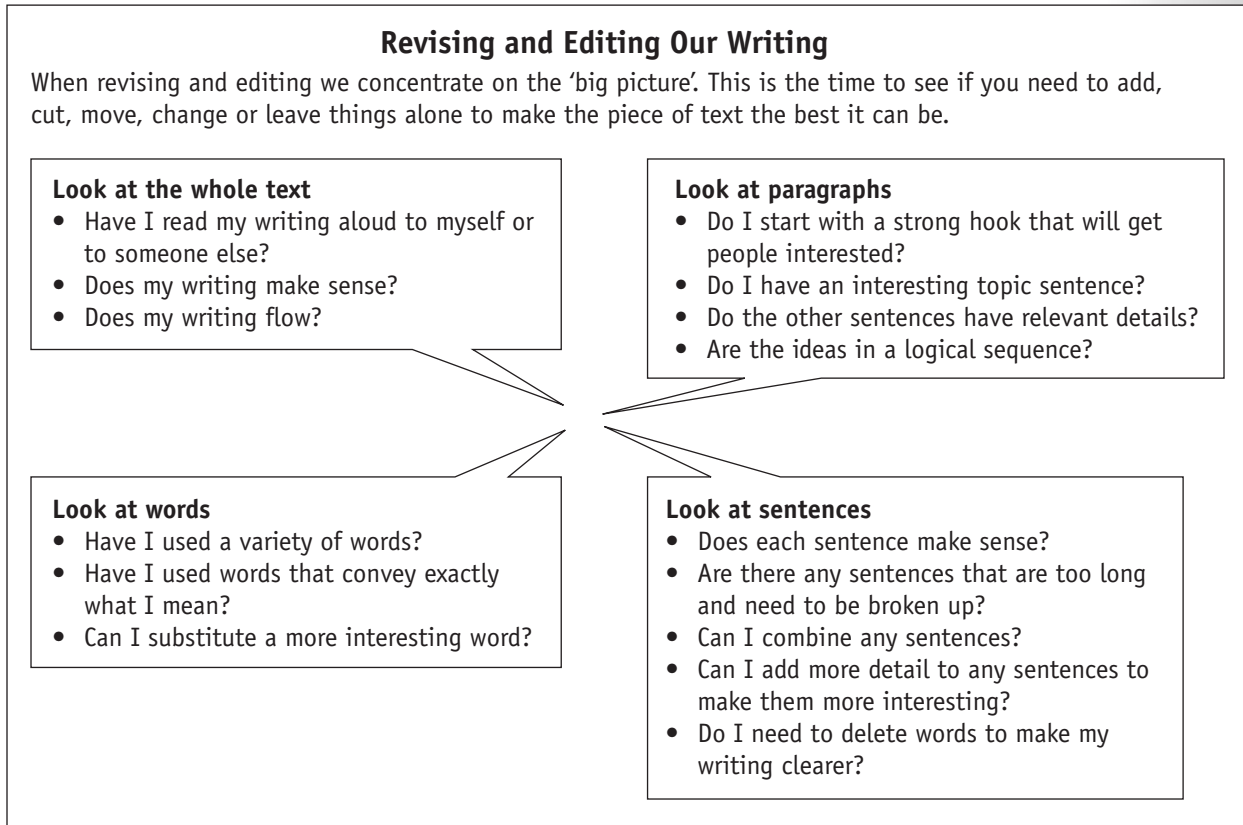 Revising and Editing Our Writing
When revising and editing we concentrate on the ‘big picture’. This is the time to see if you need to add,
cut, move, change or leave things alone to make the piece of text the best it can be.
Look at the whole text
• Have I read my writing aloud to myself or
to someone else?
• Does my writing make sense?
• Does my writing flow?
Look at paragraphs
• Do I start with a strong hook that will get
people interested?
• Do I have an interesting topic sentence?
• Do the other sentences have relevant details?
• Are the ideas in a logical sequence?
Look at words
• Have I used a variety of words?
• Have I used words that convey exactly
what I mean?
• Can I substitute a more interesting word?
Look at sentences
• Does each sentence make sense?
• Are there any sentences that are too long
and need to be broken up?
• Can I combine any sentences?
• Can I add more detail to any sentences to
make them more interesting?
• Do I need to delete words to make my
writing clearer?